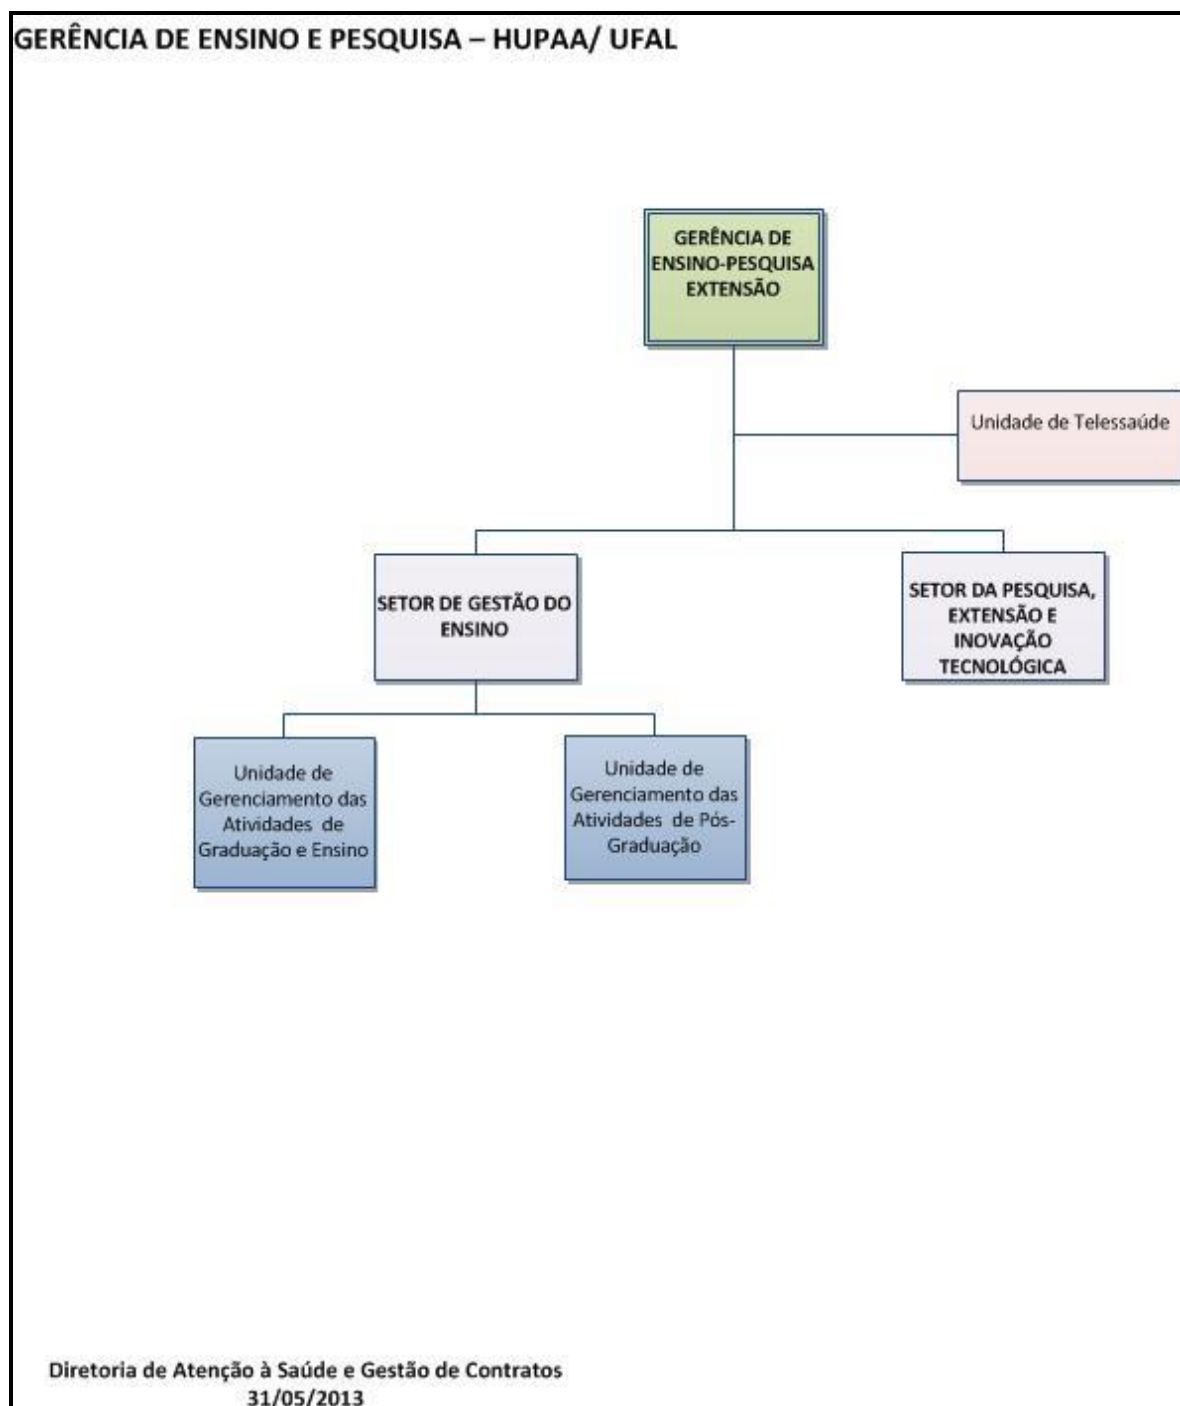 GERÊNCIA DE ENSINO E PESQUISA – HUPAA/ UFAL
GERÊNCIA DE
ENSINO-PESQUISA
EXTENSÃO
Unidade de Telessaúde
SETOR DE GESTÃO DO
ENSINO
SETOR DA PESQUISA,
EXTENSÃO E
INOVAÇÃO
TECNOLÓGICA
Unidade de
Gerenciamento das
Atividades de
Graduação e Ensino
Unidade de
Gerenciamento das
Atividades de Pós-
Graduação
Diretoria de Atenção à Saúde e Gestão de Contratos
31/05/2013